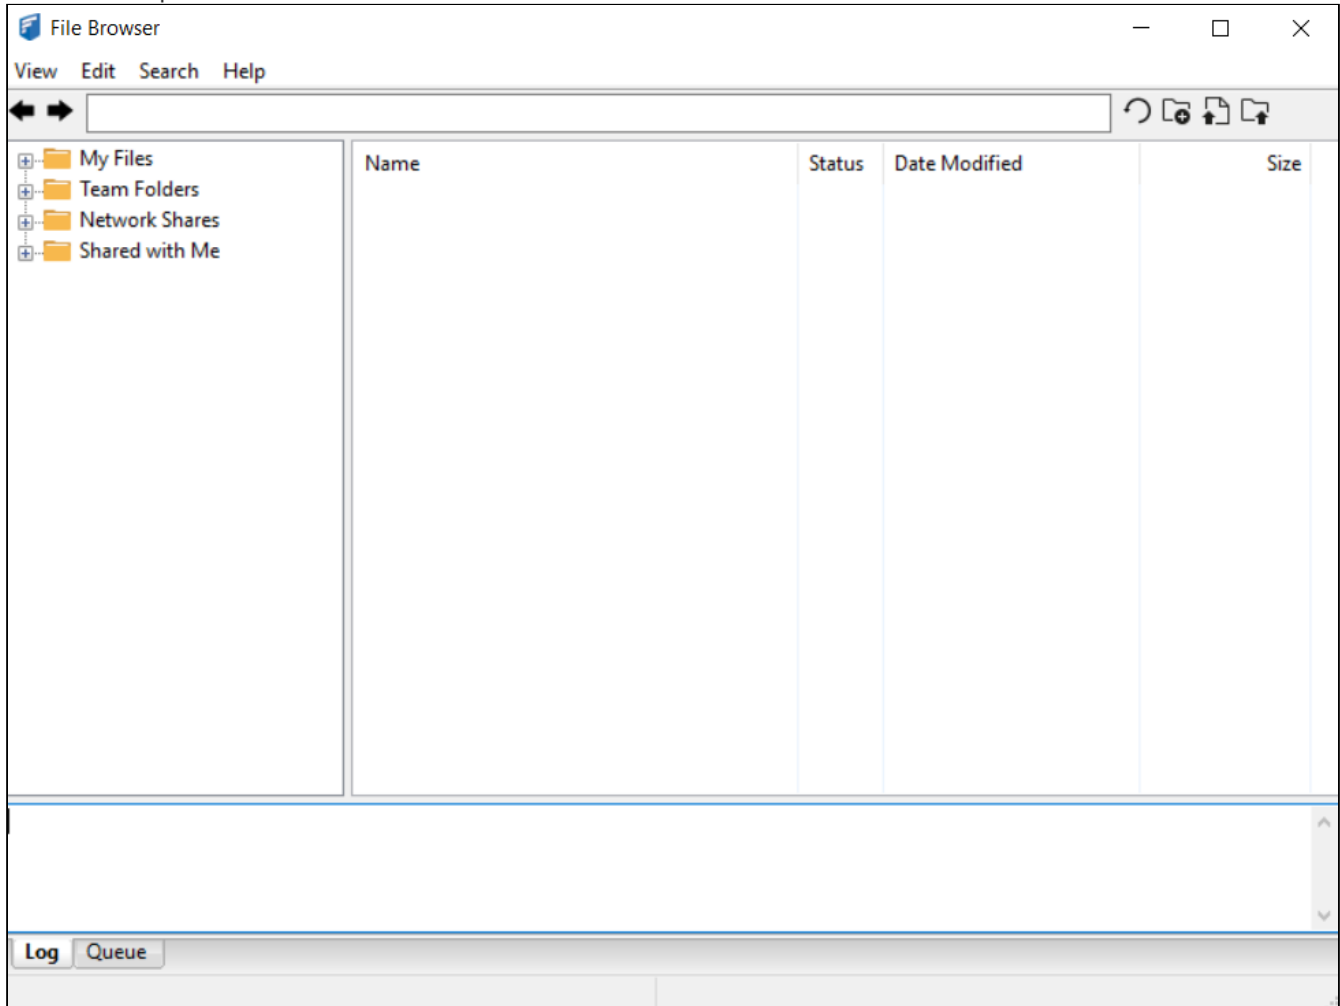 File Browser
View Edit Search Help
My Files
Team Folders
Network Shares
Shared with Me
Name Status Date Modified Size
Log Queue